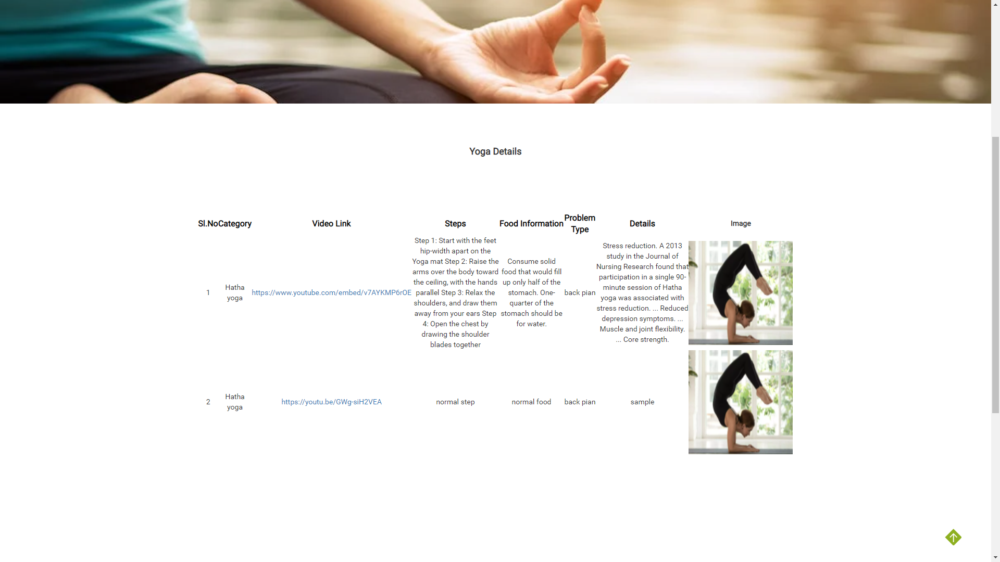 Yoga Details
Sl.No Category Video Link Steps Food Information Problem Type Details Image
1
Hatha
yoga
https://www.youtube.com/embed/v7AYKMP6rOE
Step 1: Start with the feet
hip-width apart on the
Yoga mat Step 2: Raise the
arms over the body toward
the ceiling, with the hands
parallel Step 3: Relax the
shoulders, and draw them
away from your ears Step
4: Open the chest by
drawing the shoulder
blades together
Consume solid
food that would fill
up only half of the
stomach. One-
quarter of the
stomach should be
for water.
back pian
Stress reduction. A 2013
study in the Journal of
Nursing Research found that
participation in a single 90-
minute session of Hatha
yoga was associated with
stress reduction. ... Reduced
depression symptoms. ...
Muscle and joint flexibility.
... Core strength.
2
Hatha
yoga
https://youtu.be/GWg-siH2VEA
normal step
normal food
back pian
sample